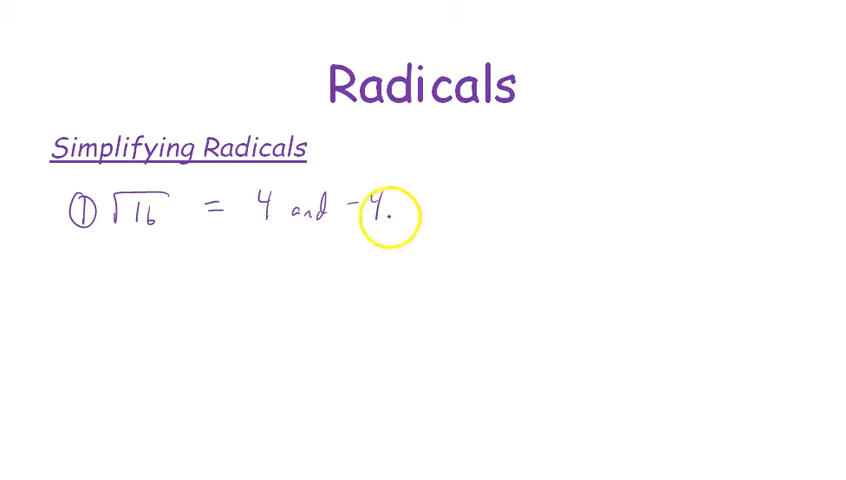 Radicals
Simplifying Radicals
① √16 = 4 and -4.